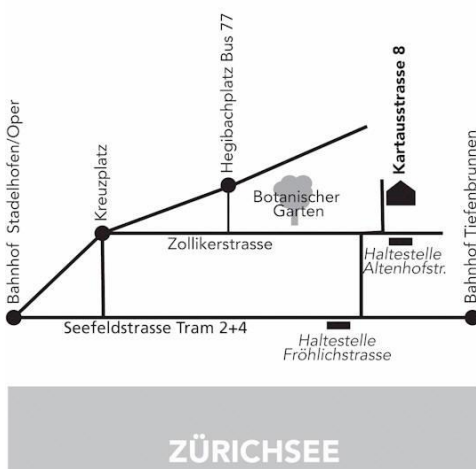 Bahnhof Stadelhofen/Oper
Kreuzplatz
Hegibachplatz Bus 77
Kartausstrasse 8
Bahnhof Tiefenbrunnen
Botanischer
Garten
Zollikerstrasse
Haltestelle
Altenhofstr.
Seefeldstrasse Tram 2+4
Haltestelle
Fröhlichstrasse
ZÜRICHSEE